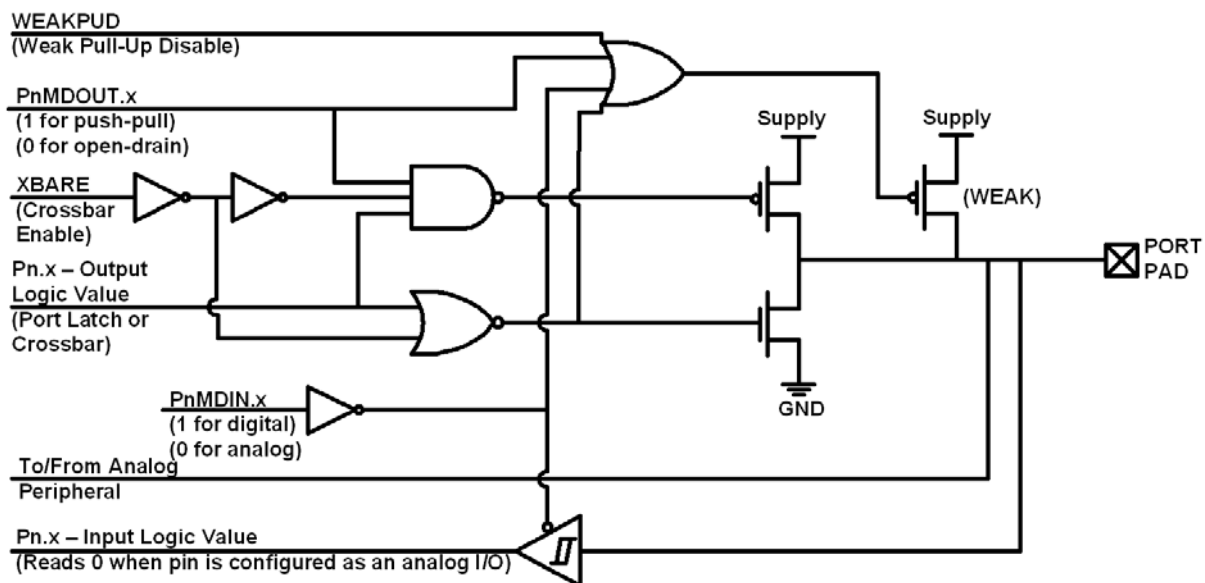 WEAKPUD
(Weak Pull-Up Disable)
PnMDOUT.x
(1 for push-pull)
(0 for open-drain)
XBARE
(Crossbar
Enable)
Pn.x – Output
Logic Value
(Port Latch or
Crossbar)
PnMDIN.x
(1 for digital)
(0 for analog)
To/From Analog
Peripheral
Pn.x – Input Logic Value
(Reads 0 when pin is configured as an analog I/O)
Supply
Supply
(WEAK)
GND
PORT
PAD